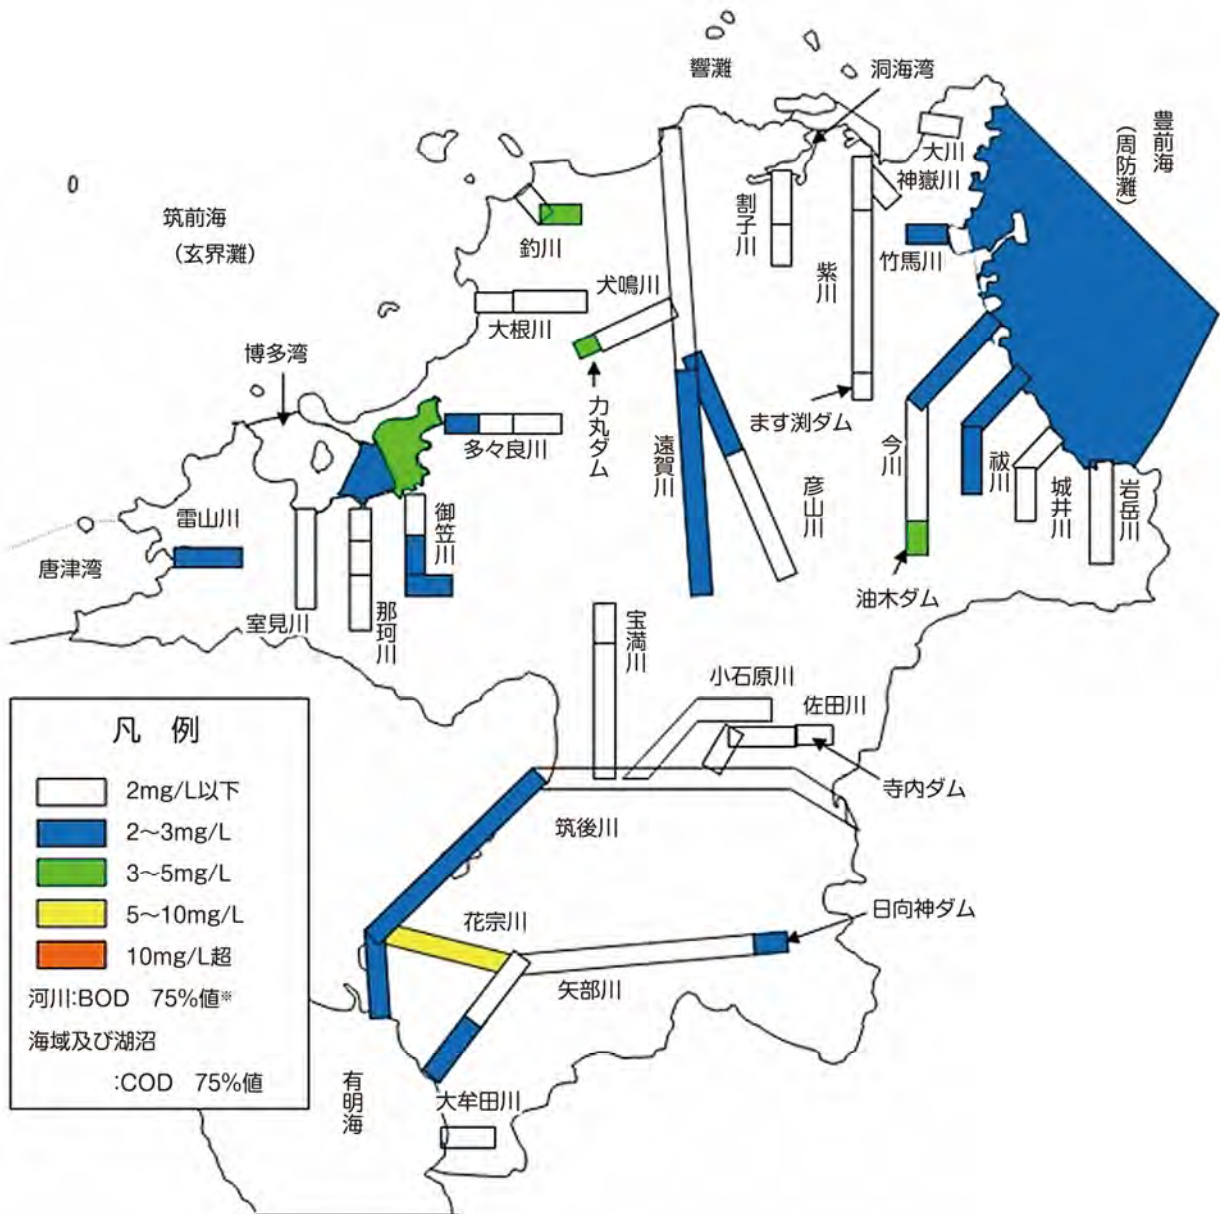 響灘
洞海湾
豊前海
（周防灘）
大川
神嶽川
筑前海
（玄界灘）
釣川
割子川
紫川
竹馬川
犬鳴川
大根川
博多湾
力丸ダム
多々良川
遠賀川
ます渕ダム
今川
祓川
城井川
岩岳川
彦山川
御笠川
雷山川
唐津湾
室見川
那珂川
油木ダム
宝満川
小石原川
佐田川
寺内ダム
筑後川
花宗川
日向神ダム
矢部川
有明海
大牟田川
凡 例
2mg/L以下
2～3mg/L
3～5mg/L
5～10mg/L
10mg/L超
河川:BOD 75%値※
海域及び湖沼
:COD 75%値